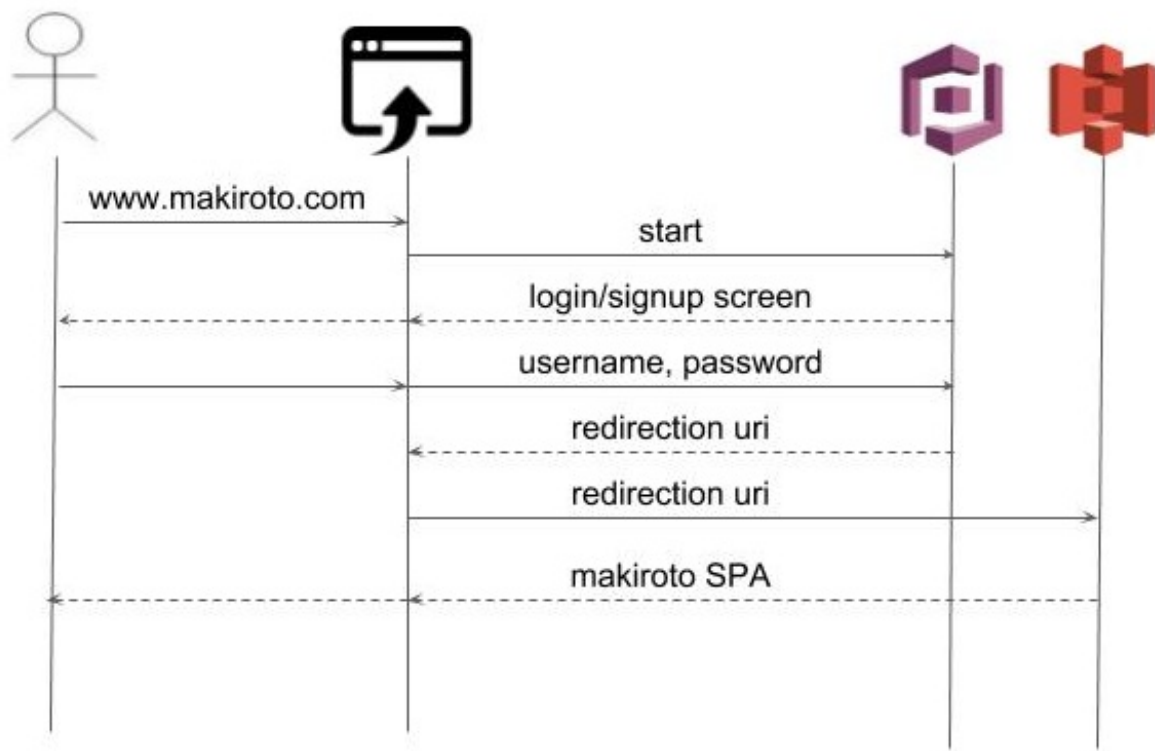 www.makiroto.com
start
login/signup screen
username, password
redirection uri
redirection uri
makiroto SPA